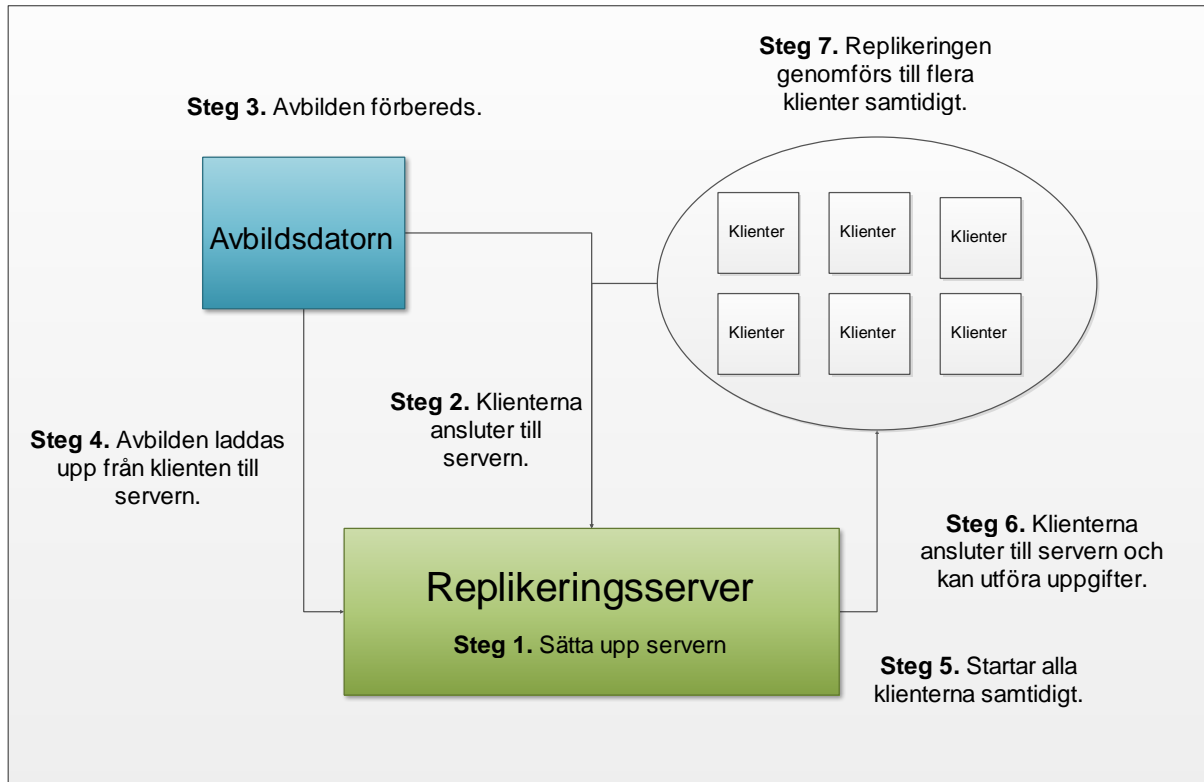 Steg 7. Replikeringen
genomförs till flera
klienter samtidigt.
Steg 3. Avbilden förbereds.
Avbildsdatorn
Klienter
Klienter
Klienter
Klienter
Klienter
Klienter
Steg 2. Klienterna
ansluter till
servern.
Steg 4. Avbilden laddas
upp från klienten till
servern.
Steg 6. Klienterna
ansluter till servern och
kan utföra uppgifter.
Replikeringsserver
Steg 1. Sätta upp servern
Steg 5. Startar alla
klienterna samtidigt.